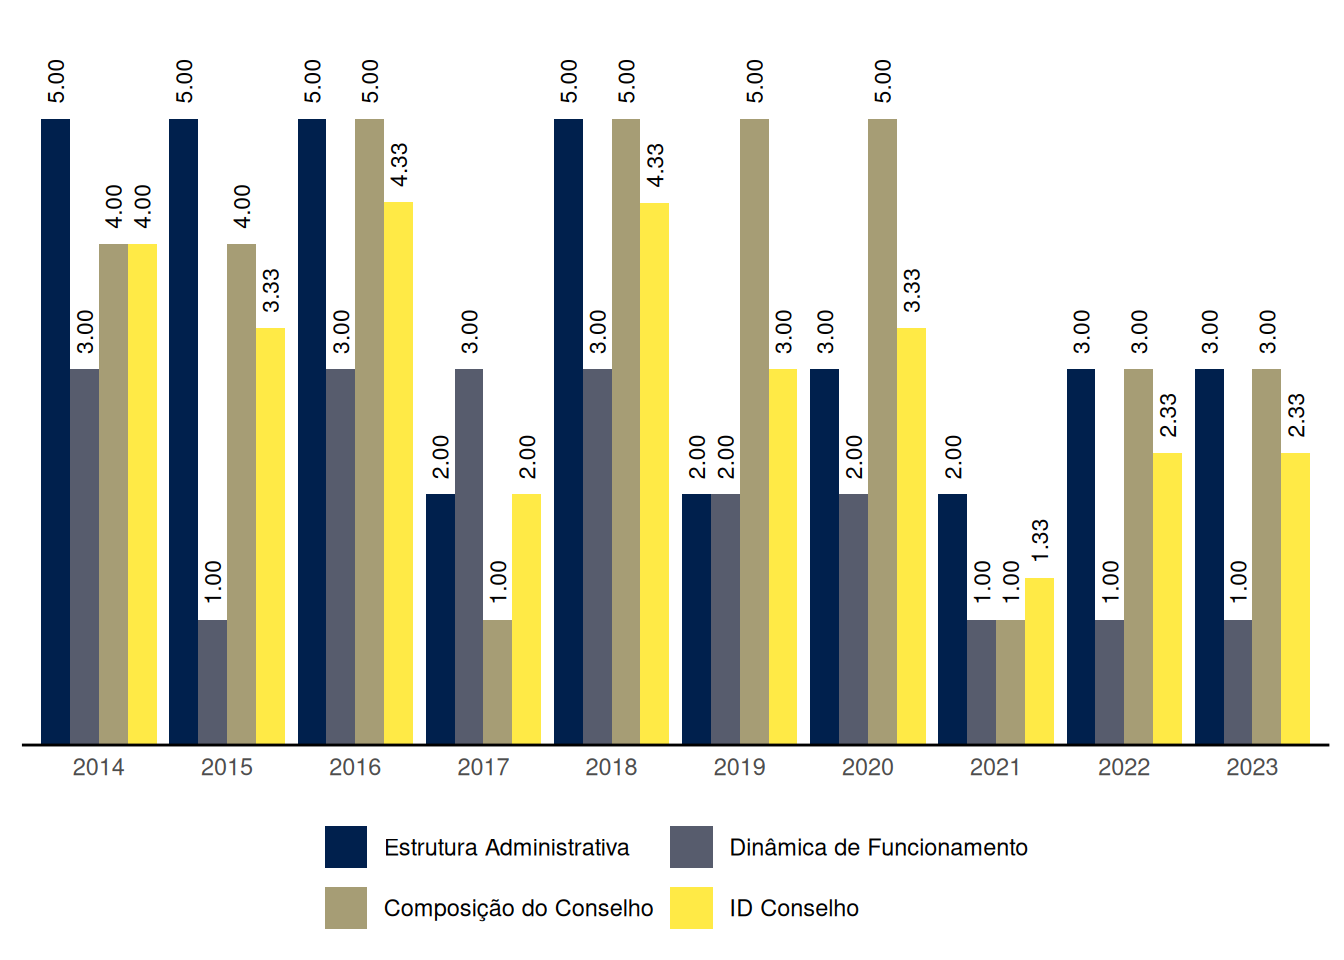 5.00 3.00 4.00 4.00 5.00 1.00 4.00 3.33 5.00 3.00 5.00 4.33 2.00 3.00 1.00 2.00 5.00 3.00 5.00 4.33 2.00 2.00 5.00 3.00 3.00 2.00 5.00 3.33 2.00 1.00 1.00 1.33 3.00 1.00 3.00 2.33 3.00 1.00 3.00 2.33
2014 2015 2016 2017 2018 2019 2020 2021 2022 2023
Estrutura Administrativa Dinâmica de Funcionamento
Composição do Conselho ID Conselho